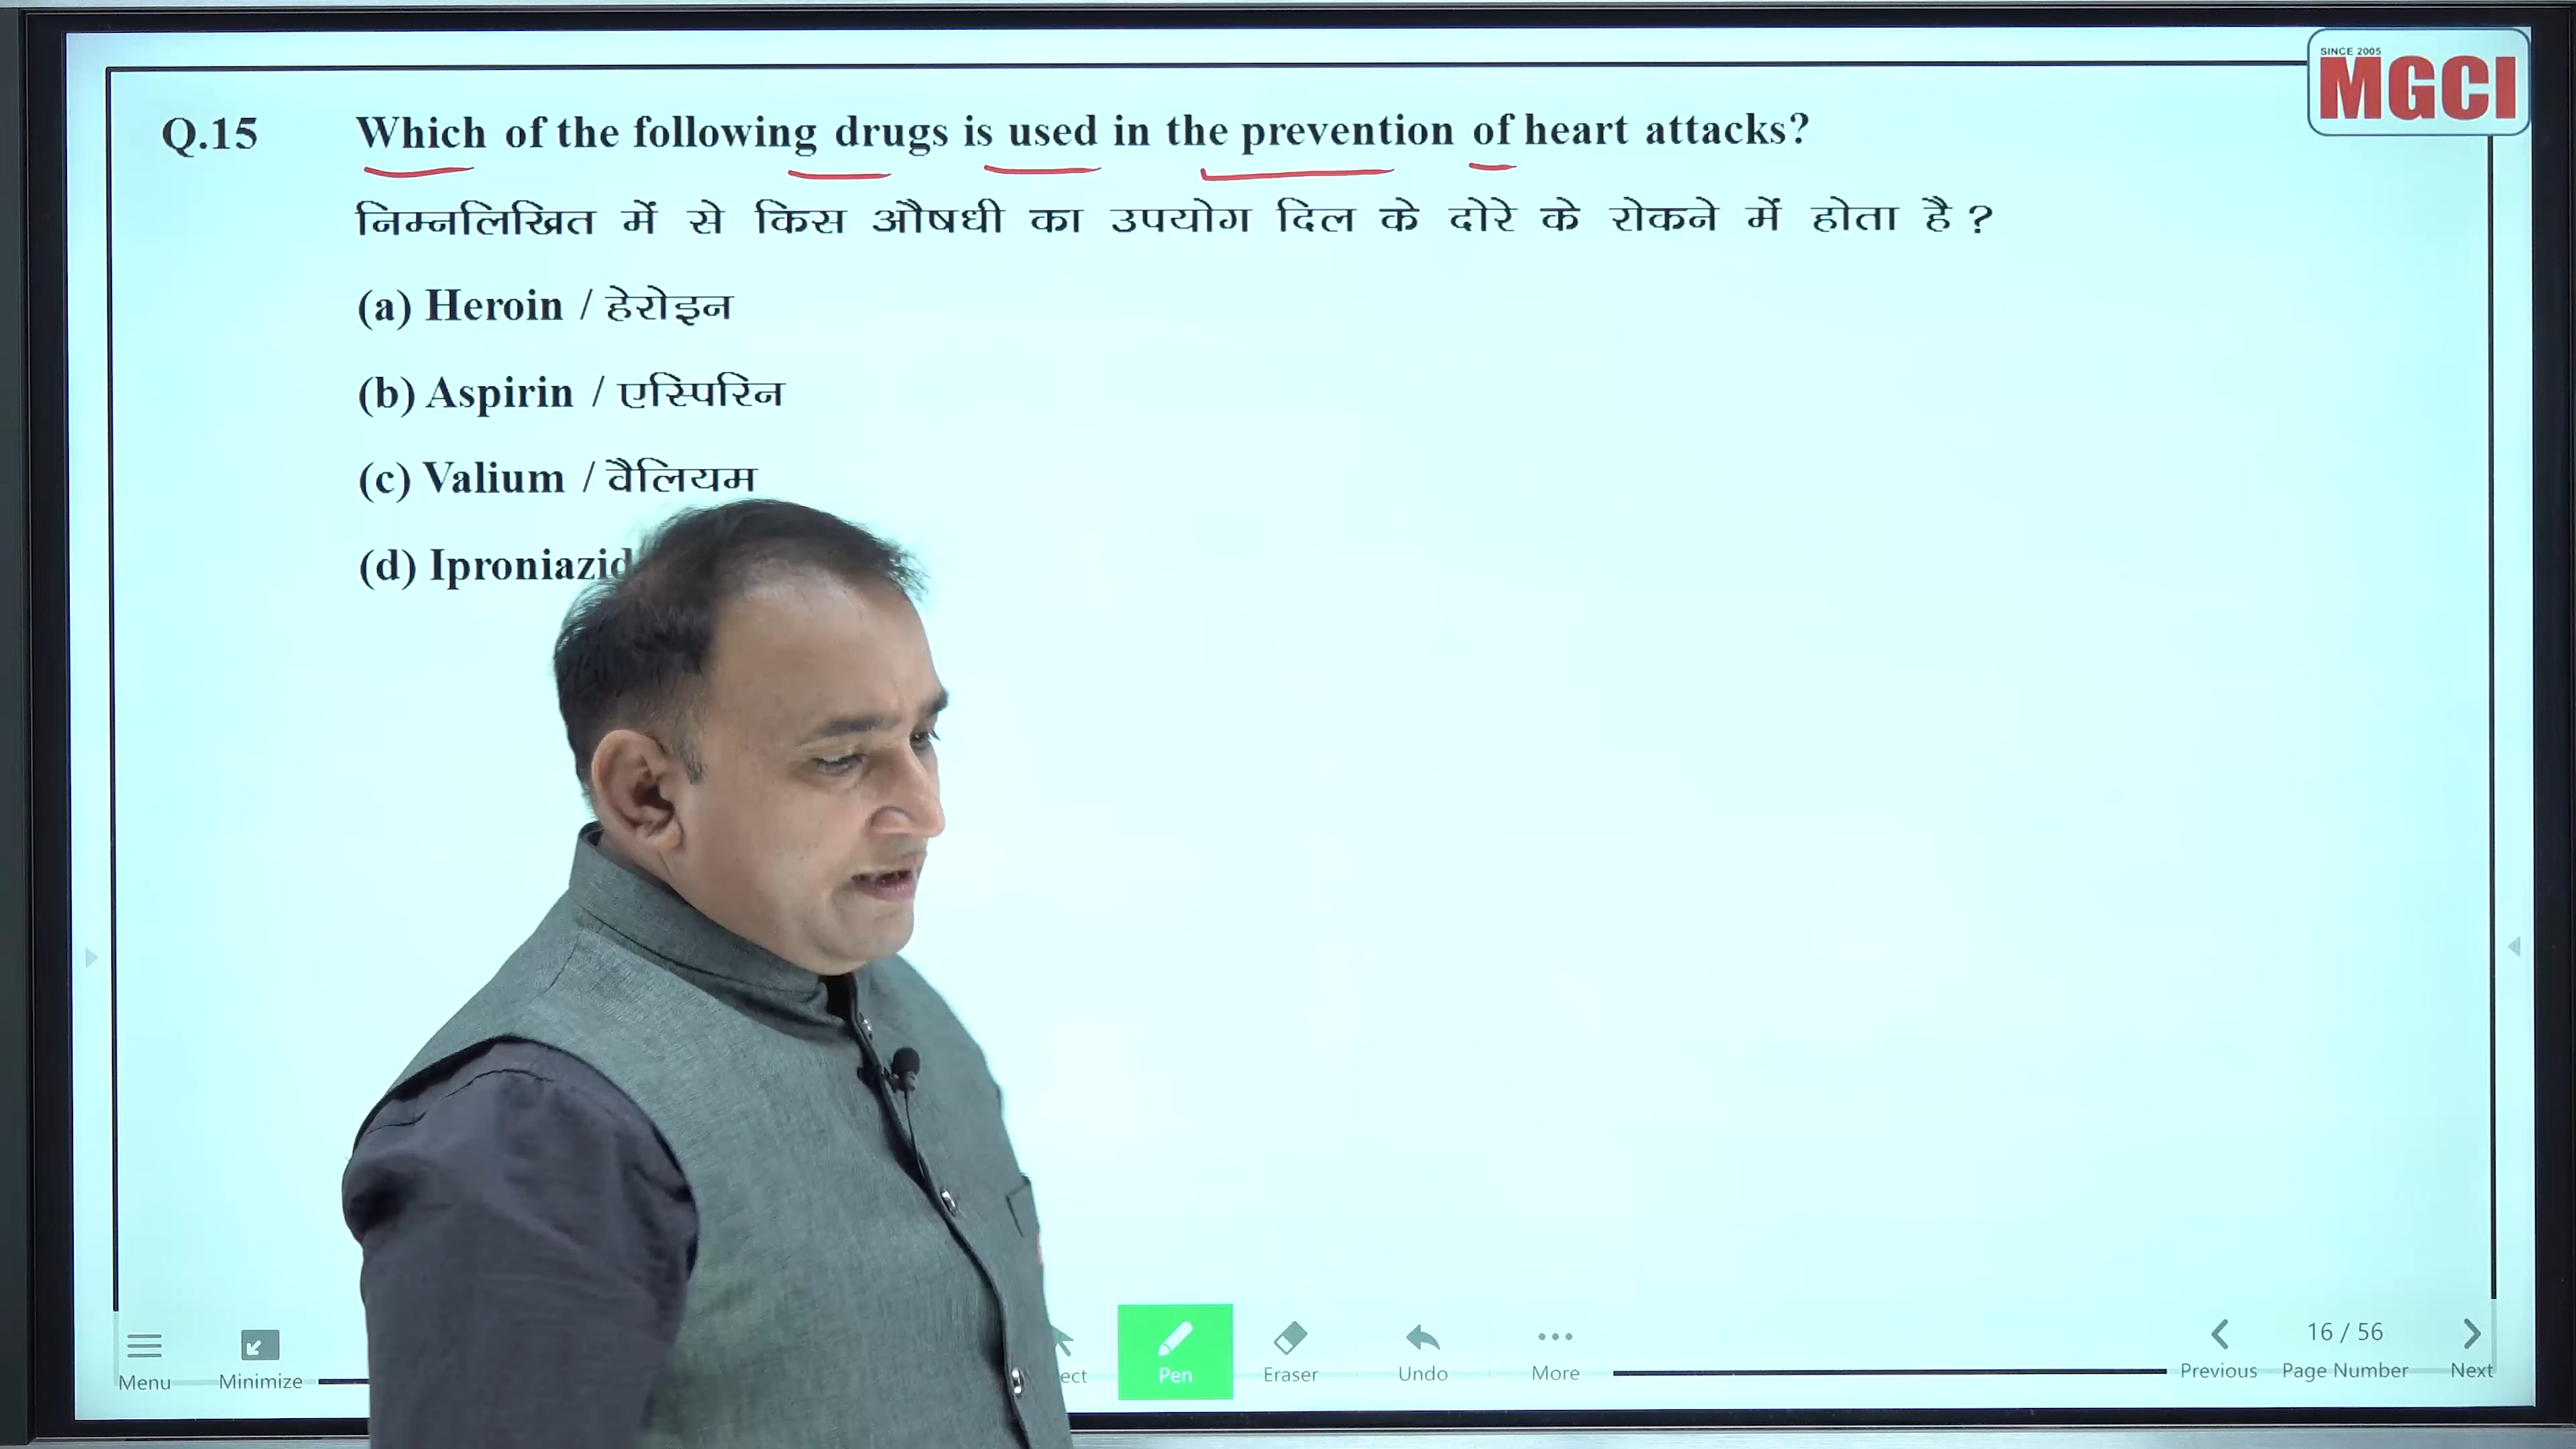 SINCE 2005
MGCI
Q.15 Which of the following drugs is used in the prevention of heart attacks?
निम्नलिखित में से किस औषधी का उपयोग दिल के दोरे के रोकने में होता है ?
(a) Heroin / हेरोइन
(b) Aspirin / एस्पिरिन
(c) Valium / वैलियम
(d) Iproniazid
Menu Minimize ect Pen Eraser Undo More Previous 16 / 56 Page Number Next